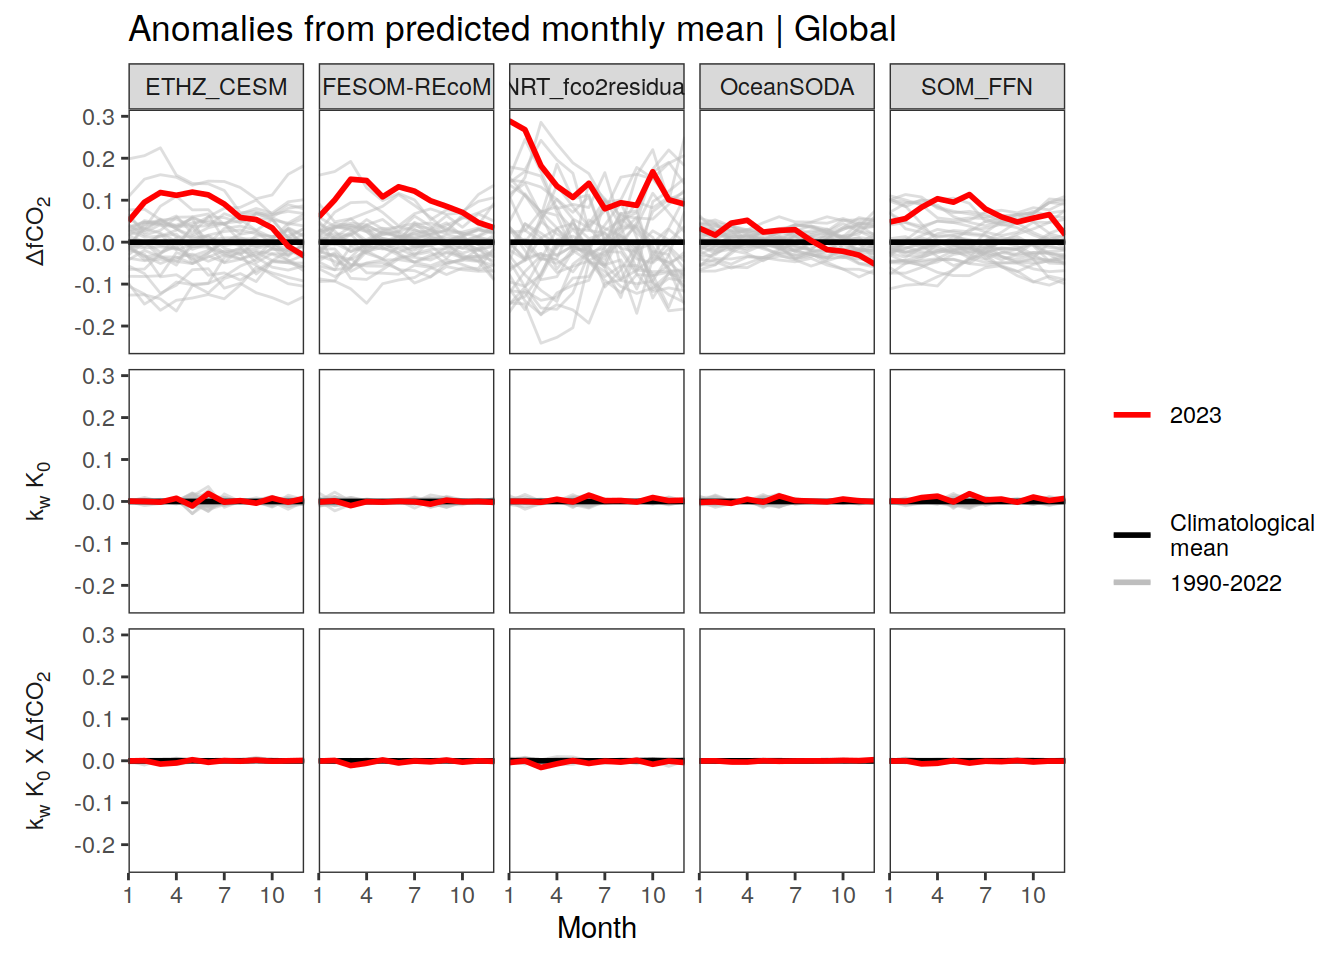 Anomalies from predicted monthly mean | Global
ETHZ_CESM FESOM-REcoM NRT_fco2residua OceanSODA SOM_FFN
ΔfCO₂
0.3
0.2
0.1
0.0
-0.1
-0.2
k_w K₀
0.3
0.2
0.1
0.0
-0.1
-0.2
k_w K₀ X ΔfCO₂
0.3
0.2
0.1
0.0
-0.1
-0.2
1 4 7 10 1 4 7 10 1 4 7 10 1 4 7 10 1 4 7 10
Month
2023
Climatological
mean
1990-2022